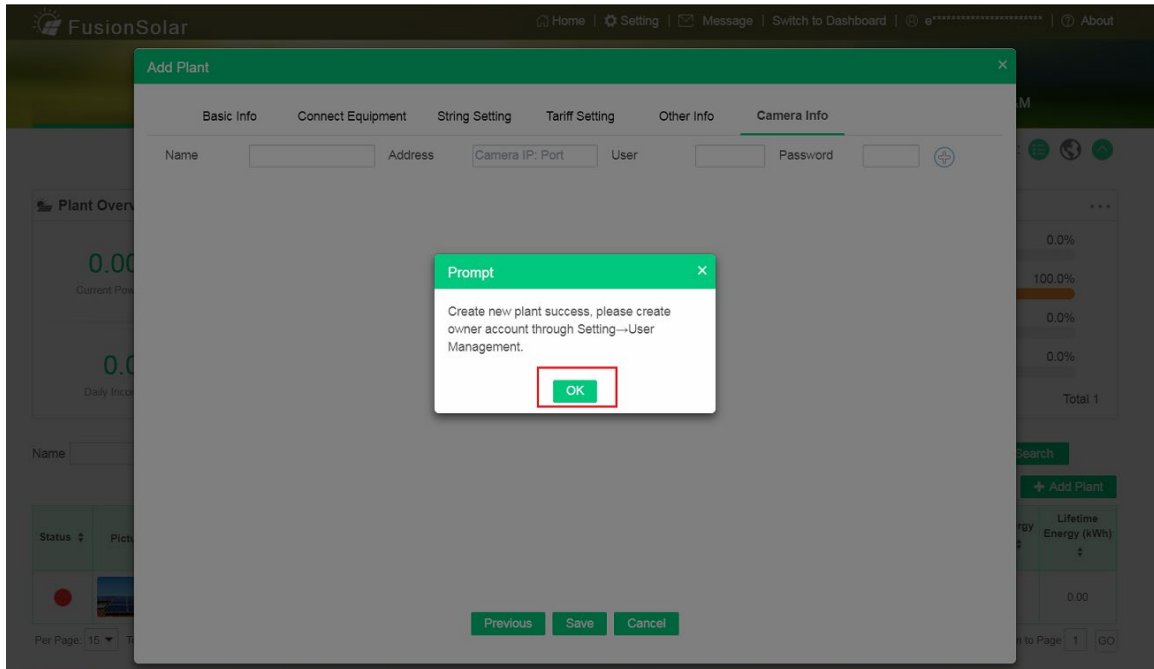 FusionSolar
Home | Setting | Message | Switch to Dashboard | e*********************** | About
Add Plant ×
Basic Info Connect Equipment String Setting Tariff Setting Other Info Camera Info
AM
Name Address Camera IP: Port User Password
Plant Overv
0.0%
0.00
Current Pow
100.0%
0.0%
0.0
Daily Incor
0.0%
Total 1
Prompt ×
Create new plant success, please create
owner account through Setting→User
Management.
OK
Name Search
+ Add Plant
Status Pictu rgy Lifetime
Energy (kWh)
0.00
Previous Save Cancel
Per Page: 15 n to Page 1 GO